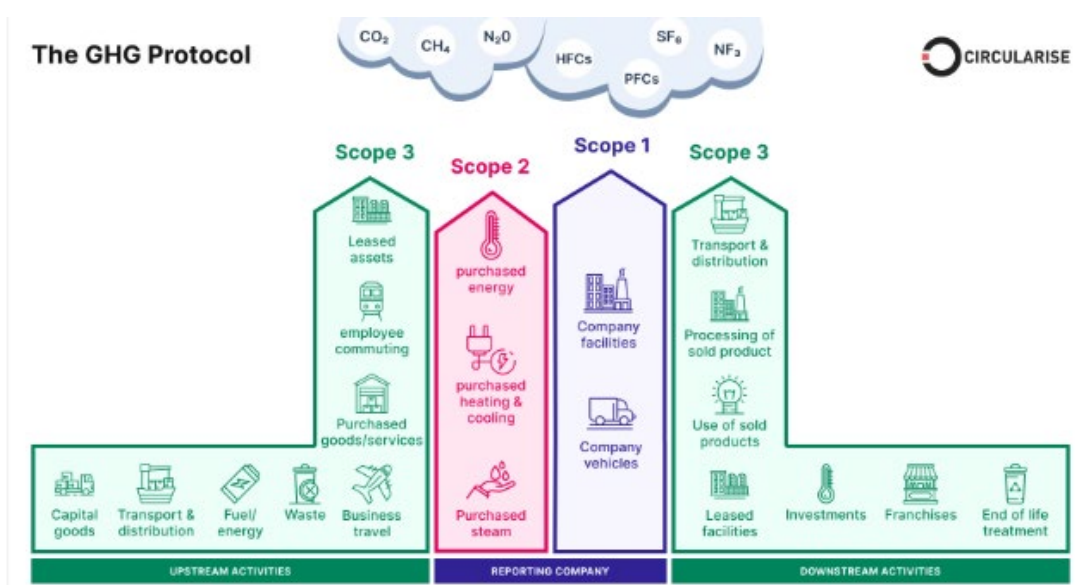 The GHG Protocol
CO₂
CH₄
N₂0
HFCs
PFCs
SF₆
NF₃
CIRCULARISE
Scope 3
Leased
assets
employee
commuting
Purchased
goods/services
Capital
goods
Transport &
distribution
Fuel/
energy
Waste
Business
travel
UPSTREAM ACTIVITIES
Scope 2
purchased
energy
purchased
heating &
cooling
Purchased
steam
Scope 1
Company
facilities
Company
vehicles
REPORTING COMPANY
Scope 3
Transport &
distribution
Processing of
sold product
Use of sold
products
Leased
facilities
Investments
Franchises
End of life
treatment
DOWNSTREAM ACTIVITIES